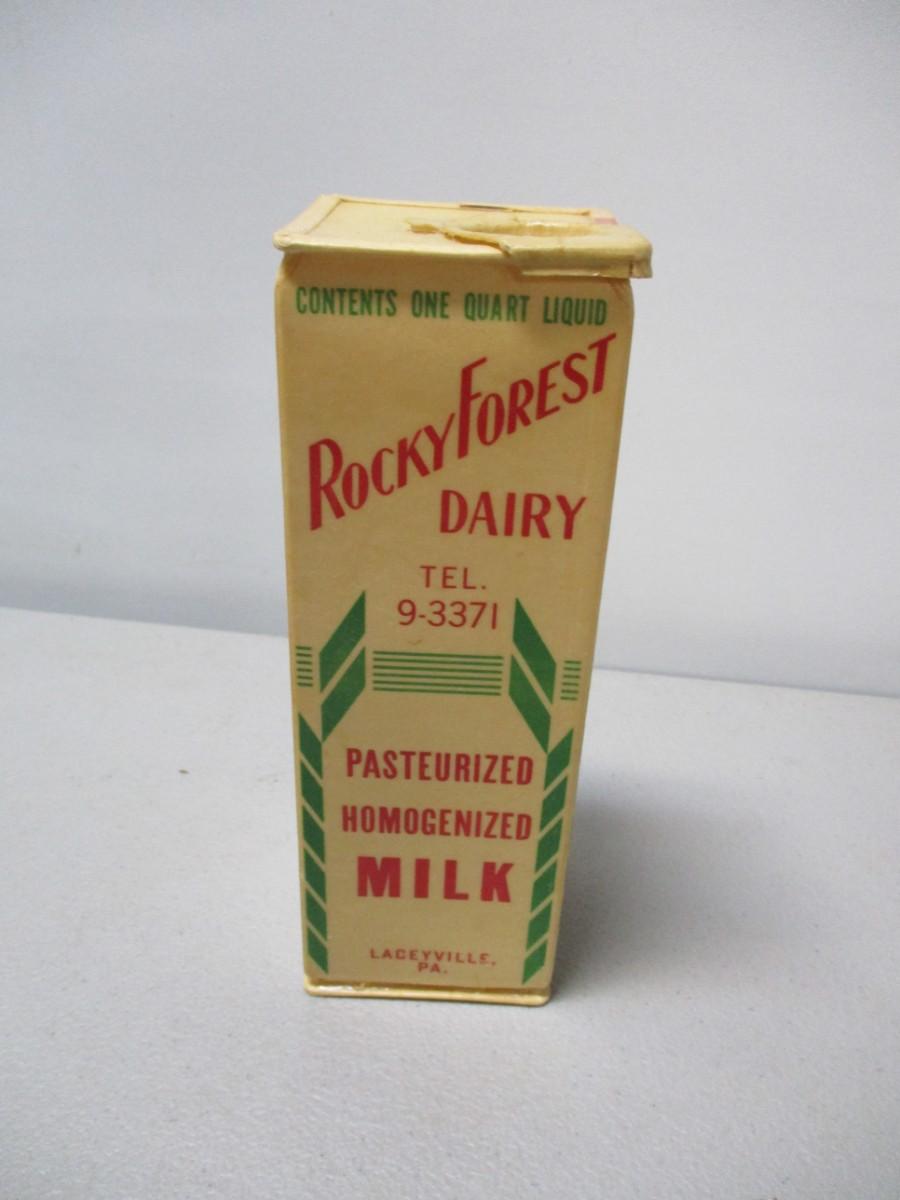 CONTENTS ONE QUART LIQUID
ROCKY FOREST
DAIRY
TEL.
9-3371
PASTEURIZED
HOMOGENIZED
MILK
LACEYVILLE,
PA.